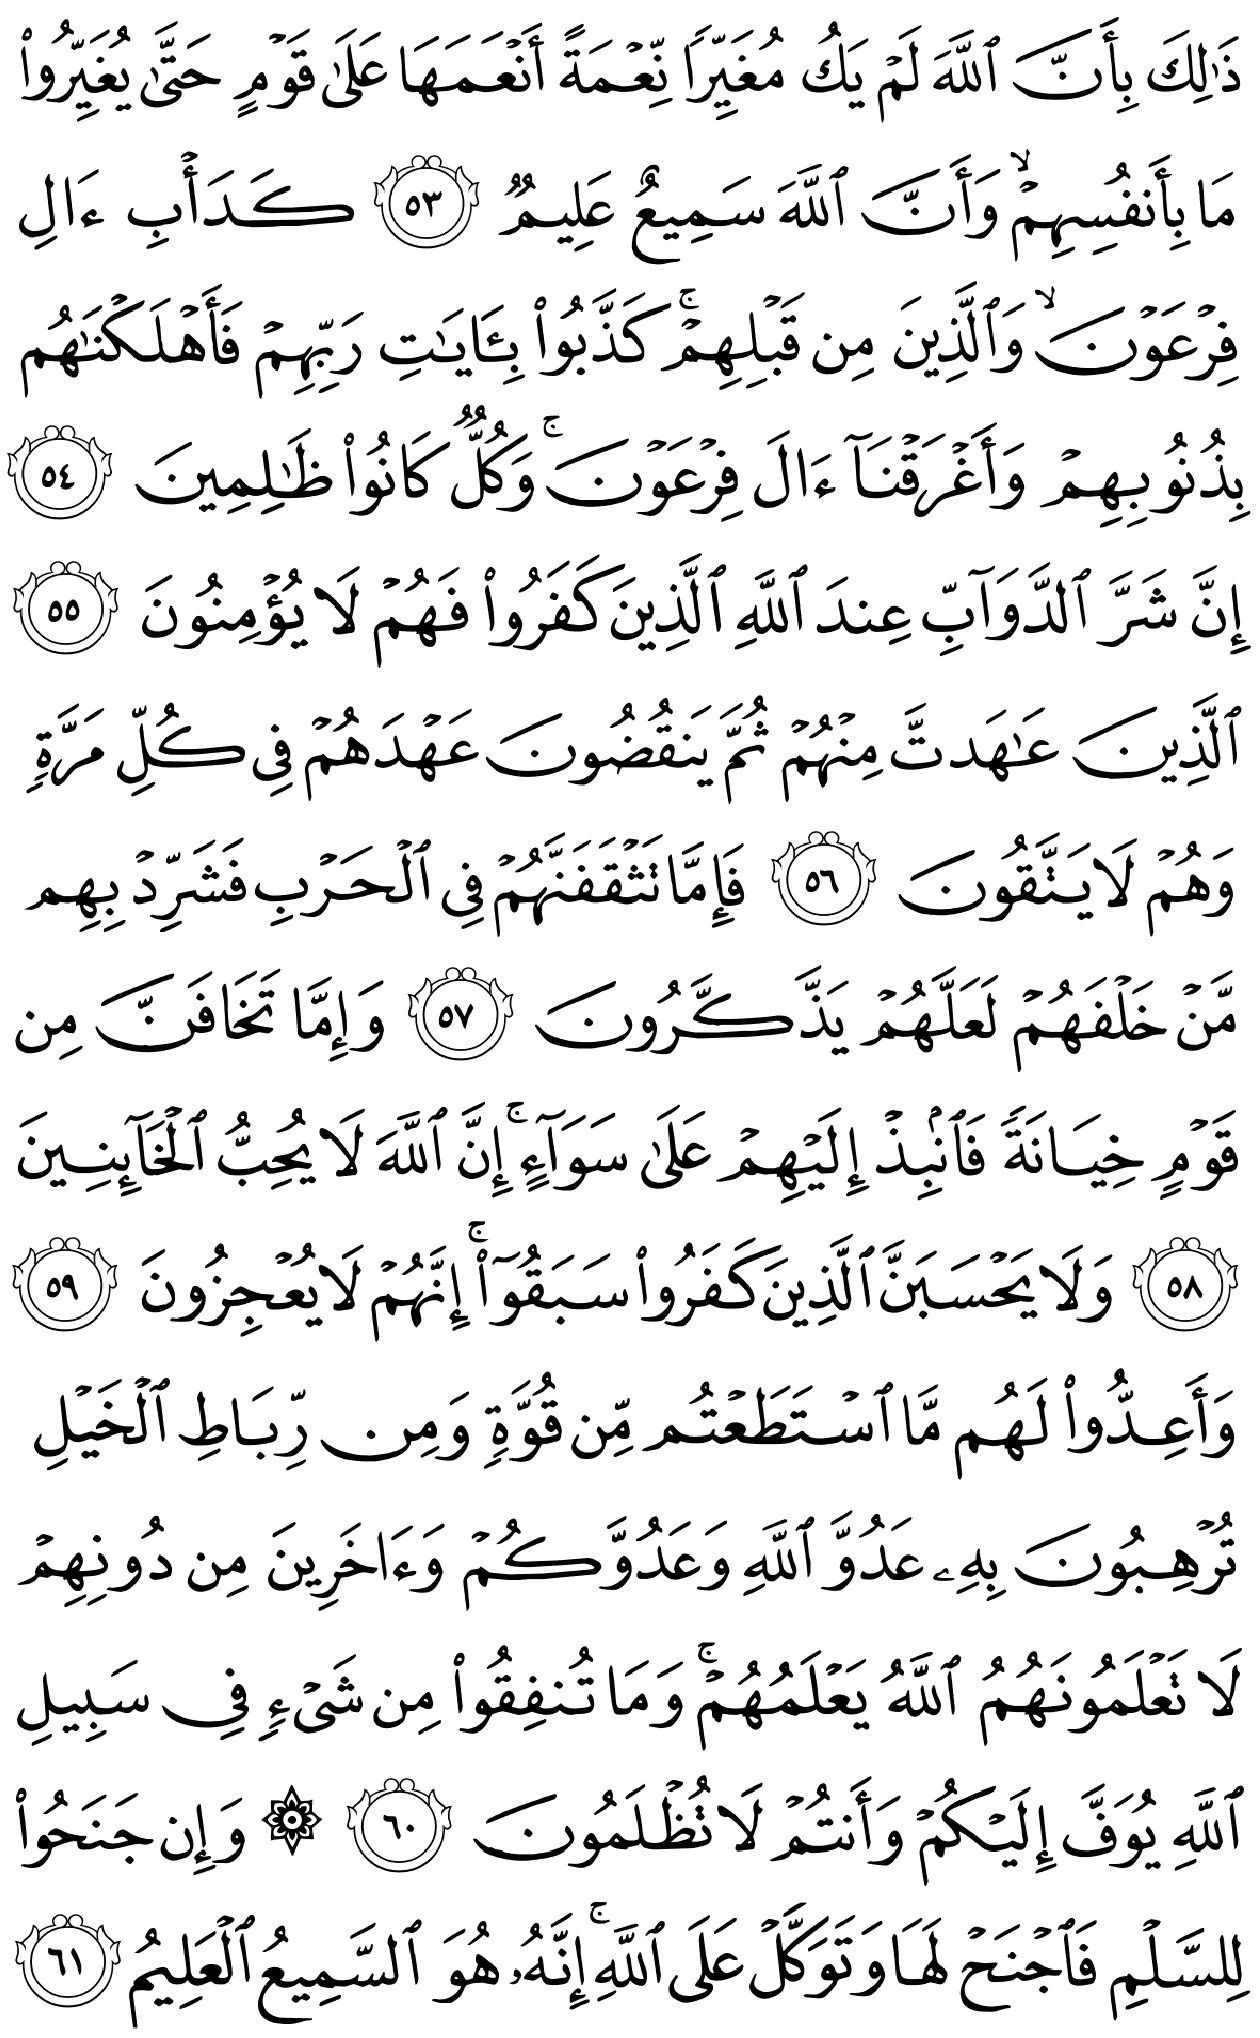 ذَٰلِكَ بِأَنَّ ٱللَّهَ لَمۡ يَكُ مُغَيِّرٗا نِّعۡمَةً أَنۡعَمَهَا عَلَىٰ قَوۡمٍ حَتَّىٰ يُغَيِّرُواْ
مَا بِأَنفُسِهِمۡۙ وَأَنَّ ٱللَّهَ سَمِيعٌ عَلِيمٞ ٥٣ كَدَأۡبِ ءَالِ
فِرۡعَوۡنَۙ وَٱلَّذِينَ مِن قَبۡلِهِمۡۚ كَذَّبُواْ بِـَٔايَٰتِ رَبِّهِمۡ فَأَهۡلَكۡنَٰهُم
بِذُنُوبِهِمۡ وَأَغۡرَقۡنَآ ءَالَ فِرۡعَوۡنَۚ وَكُلّٞ كَانُواْ ظَٰلِمِينَ ٥٤
إِنَّ شَرَّ ٱلدَّوَآبِّ عِندَ ٱللَّهِ ٱلَّذِينَ كَفَرُواْ فَهُمۡ لَا يُؤۡمِنُونَ ٥٥
ٱلَّذِينَ عَٰهَدتَّ مِنۡهُمۡ ثُمَّ يَنقُضُونَ عَهۡدَهُمۡ فِي كُلِّ مَرَّةٖ
وَهُمۡ لَا يَتَّقُونَ ٥٦ فَإِمَّا تَثۡقَفَنَّهُمۡ فِي ٱلۡحَرۡبِ فَشَرِّدۡ بِهِم
مَّنۡ خَلۡفَهُمۡ لَعَلَّهُمۡ يَذَّكَّرُونَ ٥٧ وَإِمَّا تَخَافَنَّ مِن
قَوۡمٍ خِيَانَةٗ فَٱنۢبِذۡ إِلَيۡهِمۡ عَلَىٰ سَوَآءٍۚ إِنَّ ٱللَّهَ لَا يُحِبُّ ٱلۡخَآئِنِينَ
٥٨ وَلَا يَحۡسَبَنَّ ٱلَّذِينَ كَفَرُواْ سَبَقُوٓاْۚ إِنَّهُمۡ لَا يُعۡجِزُونَ ٥٩
وَأَعِدُّواْ لَهُم مَّا ٱسۡتَطَعۡتُم مِّن قُوَّةٖ وَمِن رِّبَاطِ ٱلۡخَيۡلِ
تُرۡهِبُونَ بِهِۦ عَدُوَّ ٱللَّهِ وَعَدُوَّكُمۡ وَءَاخَرِينَ مِن دُونِهِمۡ
لَا تَعۡلَمُونَهُمُ ٱللَّهُ يَعۡلَمُهُمۡۚ وَمَا تُنفِقُواْ مِن شَيۡءٖ فِي سَبِيلِ
ٱللَّهِ يُوَفَّ إِلَيۡكُمۡ وَأَنتُمۡ لَا تُظۡلَمُونَ ٦٠ ۞ وَإِن جَنَحُواْ
لِلسَّلۡمِ فَٱجۡنَحۡ لَهَا وَتَوَكَّلۡ عَلَى ٱللَّهِۚ إِنَّهُۥ هُوَ ٱلسَّمِيعُ ٱلۡعَلِيمُ ٦١